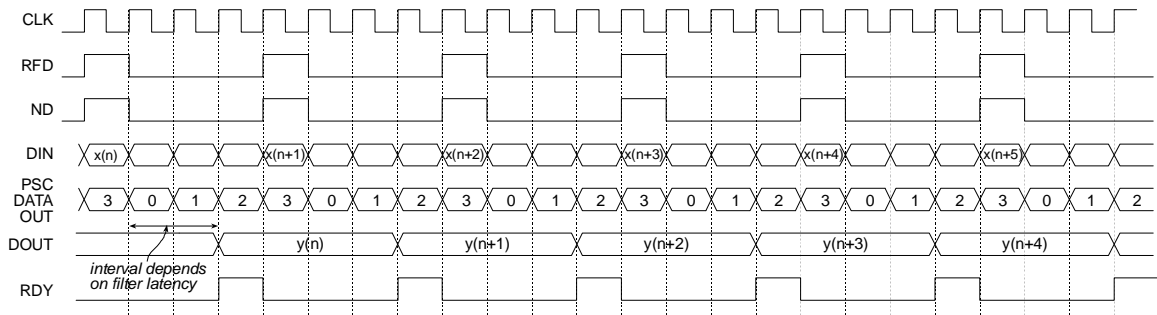 CLK
RFD
ND
DIN x(n) x(n+1) x(n+2) x(n+3) x(n+4) x(n+5)
PSC
DATA 3 0 1 2 3 0 1 2 3 0 1 2 3 0 1 2 3 0 1 2 3 0 1 2
OUT
DOUT y(n) y(n+1) y(n+2) y(n+3) y(n+4)
interval depends
on filter latency
RDY